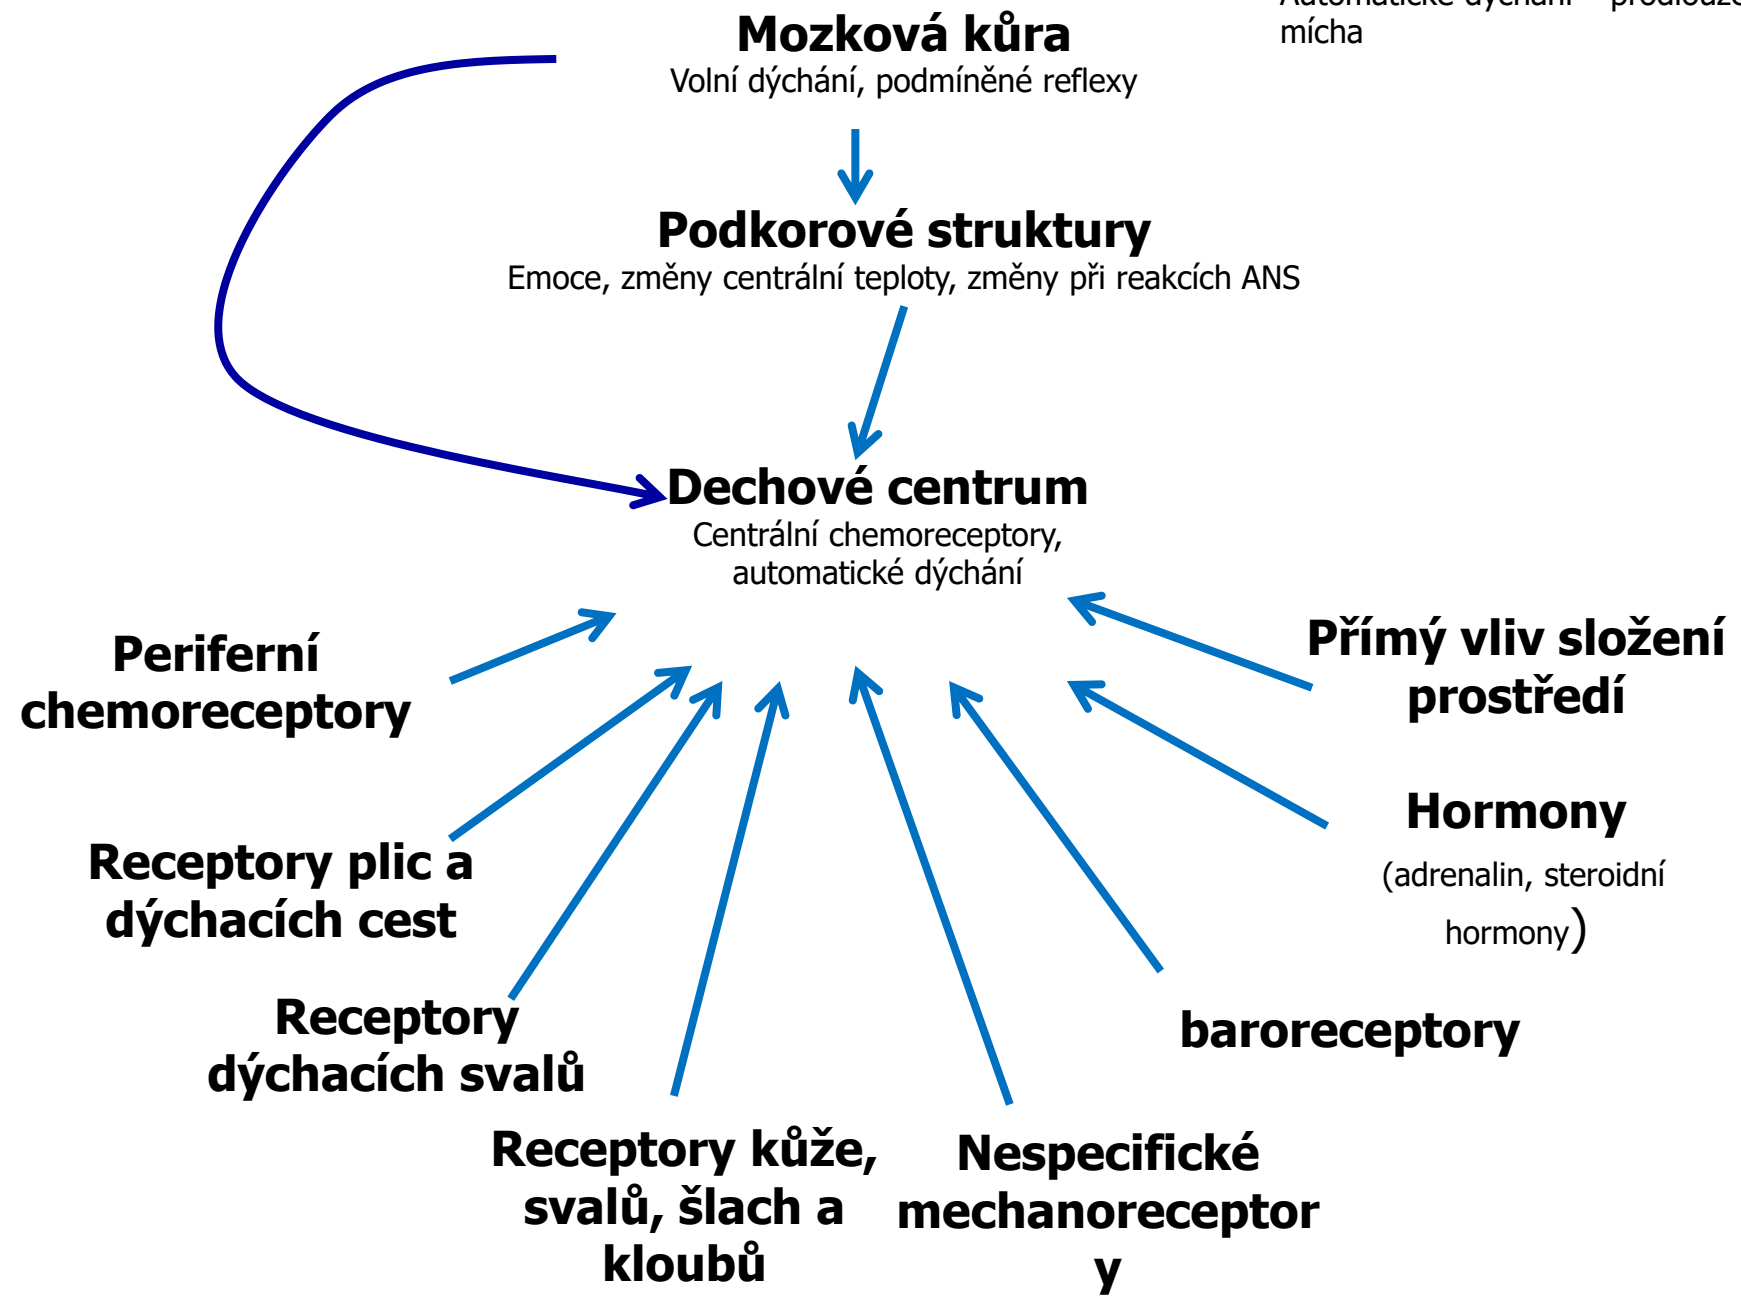 Automatické dýchání
mícha
Mozková kůra
Volní dýchání, podmíněné reflexy
Podkorové struktury
Emoce, změny centrální teploty, změny při reakcích ANS
Dechové centrum
Centrální chemoreceptory,
automatické dýchání
Periferní
chemoreceptory
Přímý vliv složení
prostředí
Receptory plic a
dýchacích cest
Hormony
(adrenalin, steroidní
hormony)
Receptory
dýchacích svalů
baroreceptory
Receptory kůže,
svalů, šlach a
kloubů
Nespecifické
mechanoreceptor
y